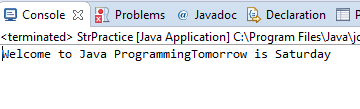 Console Problems @ Javadoc Declaration
<terminated> StrPractice [Java Application] C:\Program Files\Java\
Welcome to Java ProgrammingTomorrow is Saturday